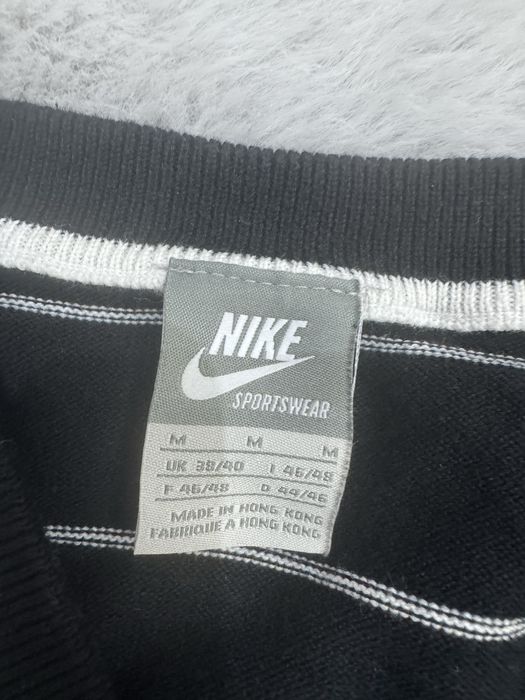 NIKE
SPORTSWEAR
M M M
UK 38/40 I 46/48
F 46/48 D 44/46
MADE IN HONG KONG
FABRIQUE A HONG KONG